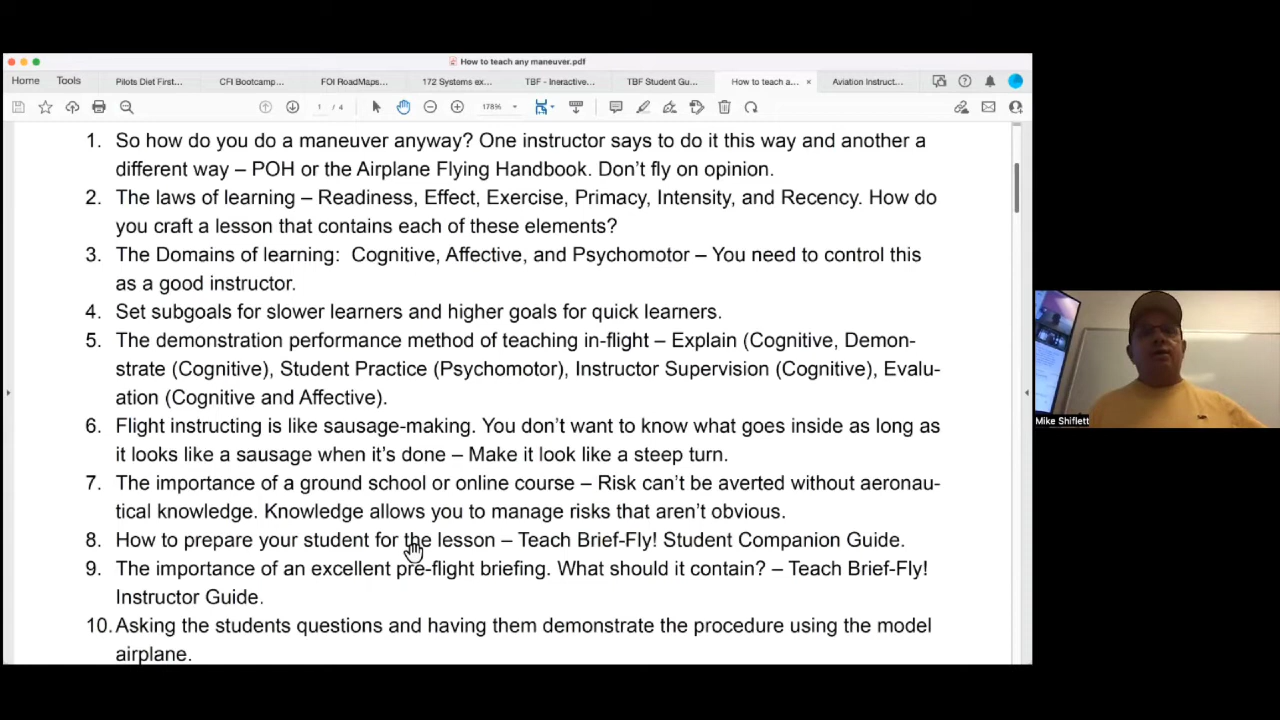 How to teach any maneuver.pdf
Home Tools Pilots Diet First... CFI Bootcamp... FOI RoadMaps... 172 Systems ex... TBF - Ineractive... TBF Student Gu... How to teach a... × Aviation Instruct...
1 / 4 178%
1. So how do you do a maneuver anyway? One instructor says to do it this way and another a
different way – POH or the Airplane Flying Handbook. Don't fly on opinion.
2. The laws of learning – Readiness, Effect, Exercise, Primacy, Intensity, and Recency. How do
you craft a lesson that contains each of these elements?
3. The Domains of learning: Cognitive, Affective, and Psychomotor – You need to control this
as a good instructor.
4. Set subgoals for slower learners and higher goals for quick learners.
5. The demonstration performance method of teaching in-flight – Explain (Cognitive, Demon-
strate (Cognitive), Student Practice (Psychomotor), Instructor Supervision (Cognitive), Evalu-
ation (Cognitive and Affective).
6. Flight instructing is like sausage-making. You don't want to know what goes inside as long as
it looks like a sausage when it's done – Make it look like a steep turn.
7. The importance of a ground school or online course – Risk can't be averted without aeronau-
tical knowledge. Knowledge allows you to manage risks that aren't obvious.
8. How to prepare your student for the lesson – Teach Brief-Fly! Student Companion Guide.
9. The importance of an excellent pre-flight briefing. What should it contain? – Teach Brief-Fly!
Instructor Guide.
10. Asking the students questions and having them demonstrate the procedure using the model
airplane.
Mike Shiflett